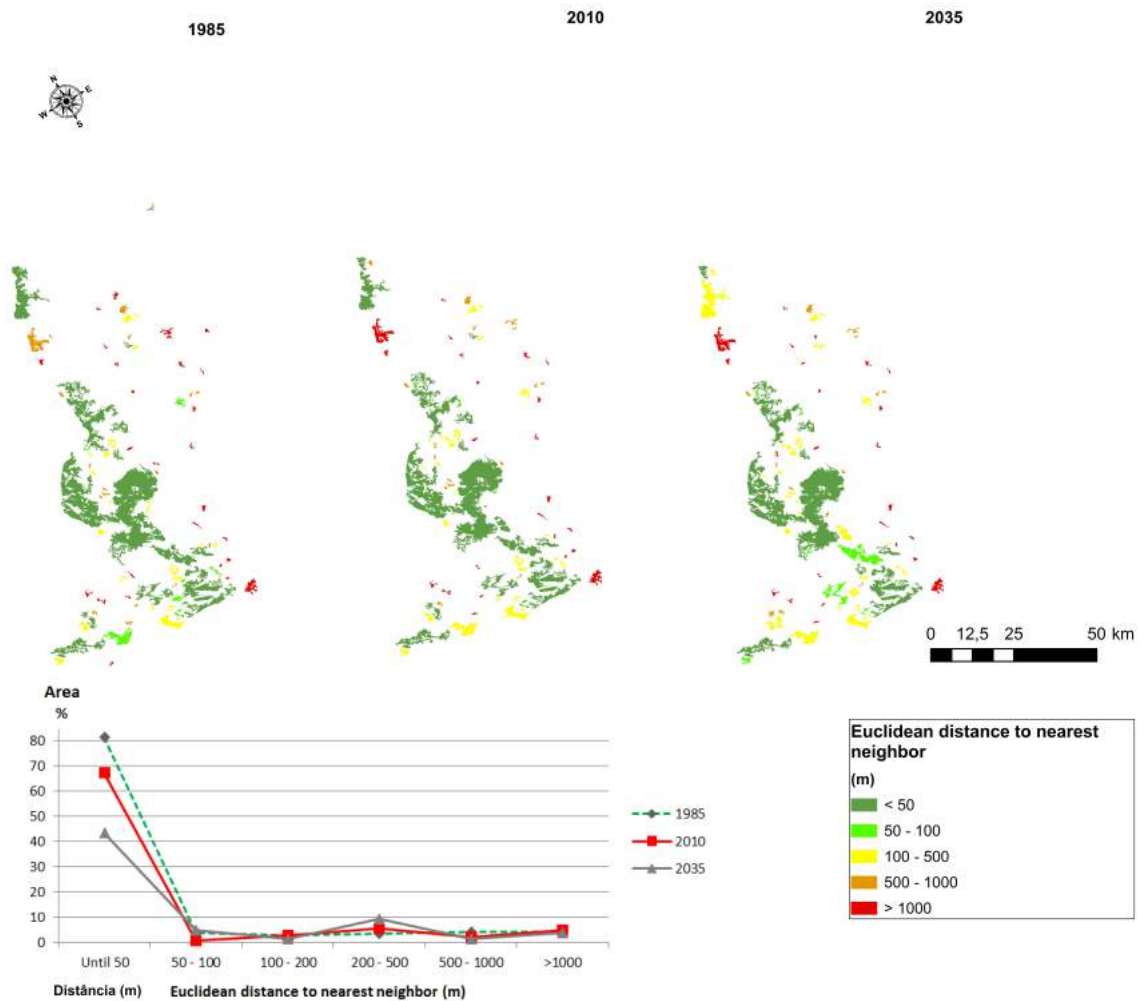 1985
2010
2035
N
E
W
S
0 12,5 25 50 km
Area
%
80
70
60
50
40
30
20
10
0
Until 50 50 - 100 100 - 200 200 - 500 500 - 1000 >1000
Distância (m) Euclidean distance to nearest neighbor (m)
1985
2010
2035
Euclidean distance to nearest
neighbor
(m)
< 50
50 - 100
100 - 500
500 - 1000
> 1000